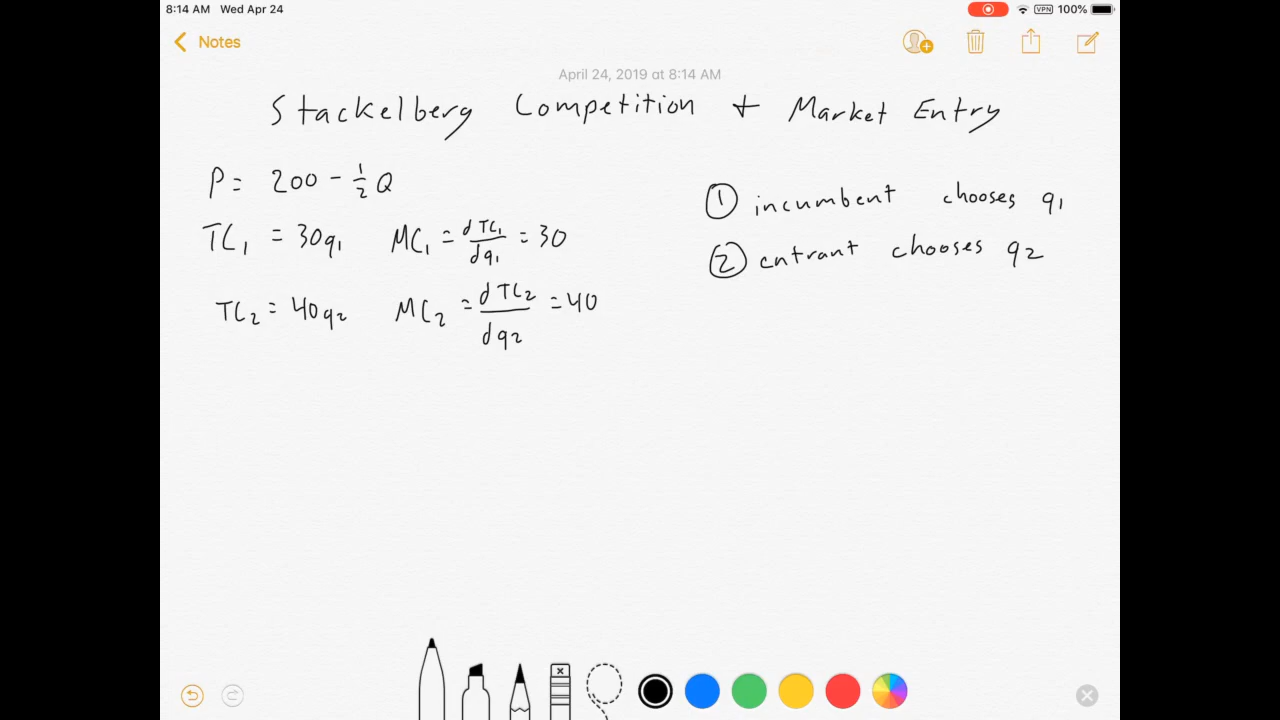 8:14 AM Wed Apr 24 VPN 100%
Notes
April 24, 2019 at 8:14 AM
Stackelberg Competition + Market Entry
P = 200 - 1/2 Q
① incumbent chooses q₁
TC₁ = 30q₁ MC₁ = dTC₁/dq₁ = 30
② entrant chooses q₂
TC₂ = 40q₂ MC₂ = dTC₂/dq₂ = 40